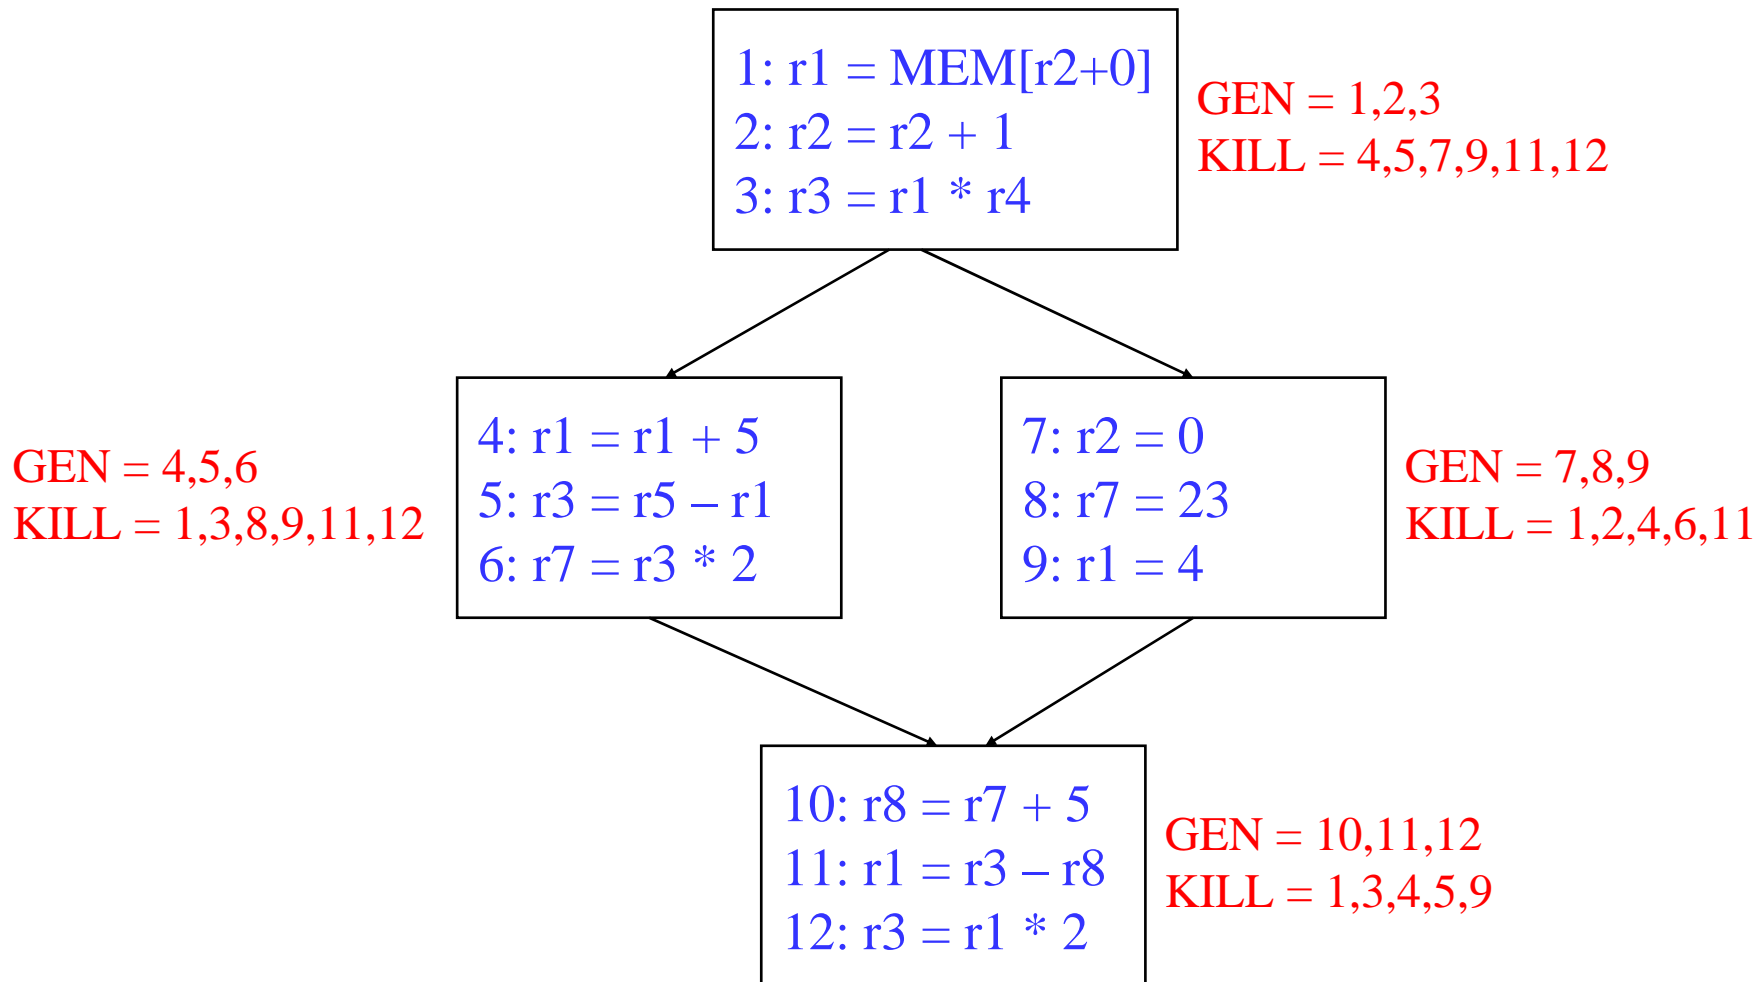 1: r1 = MEM[r2+0]
2: r2 = r2 + 1
3: r3 = r1 * r4
GEN = 1,2,3
KILL = 4,5,7,9,11,12
GEN = 4,5,6
KILL = 1,3,8,9,11,12
4: r1 = r1 + 5
5: r3 = r5 – r1
6: r7 = r3 * 2
7: r2 = 0
8: r7 = 23
9: r1 = 4
GEN = 7,8,9
KILL = 1,2,4,6,11
10: r8 = r7 + 5
11: r1 = r3 – r8
12: r3 = r1 * 2
GEN = 10,11,12
KILL = 1,3,4,5,9